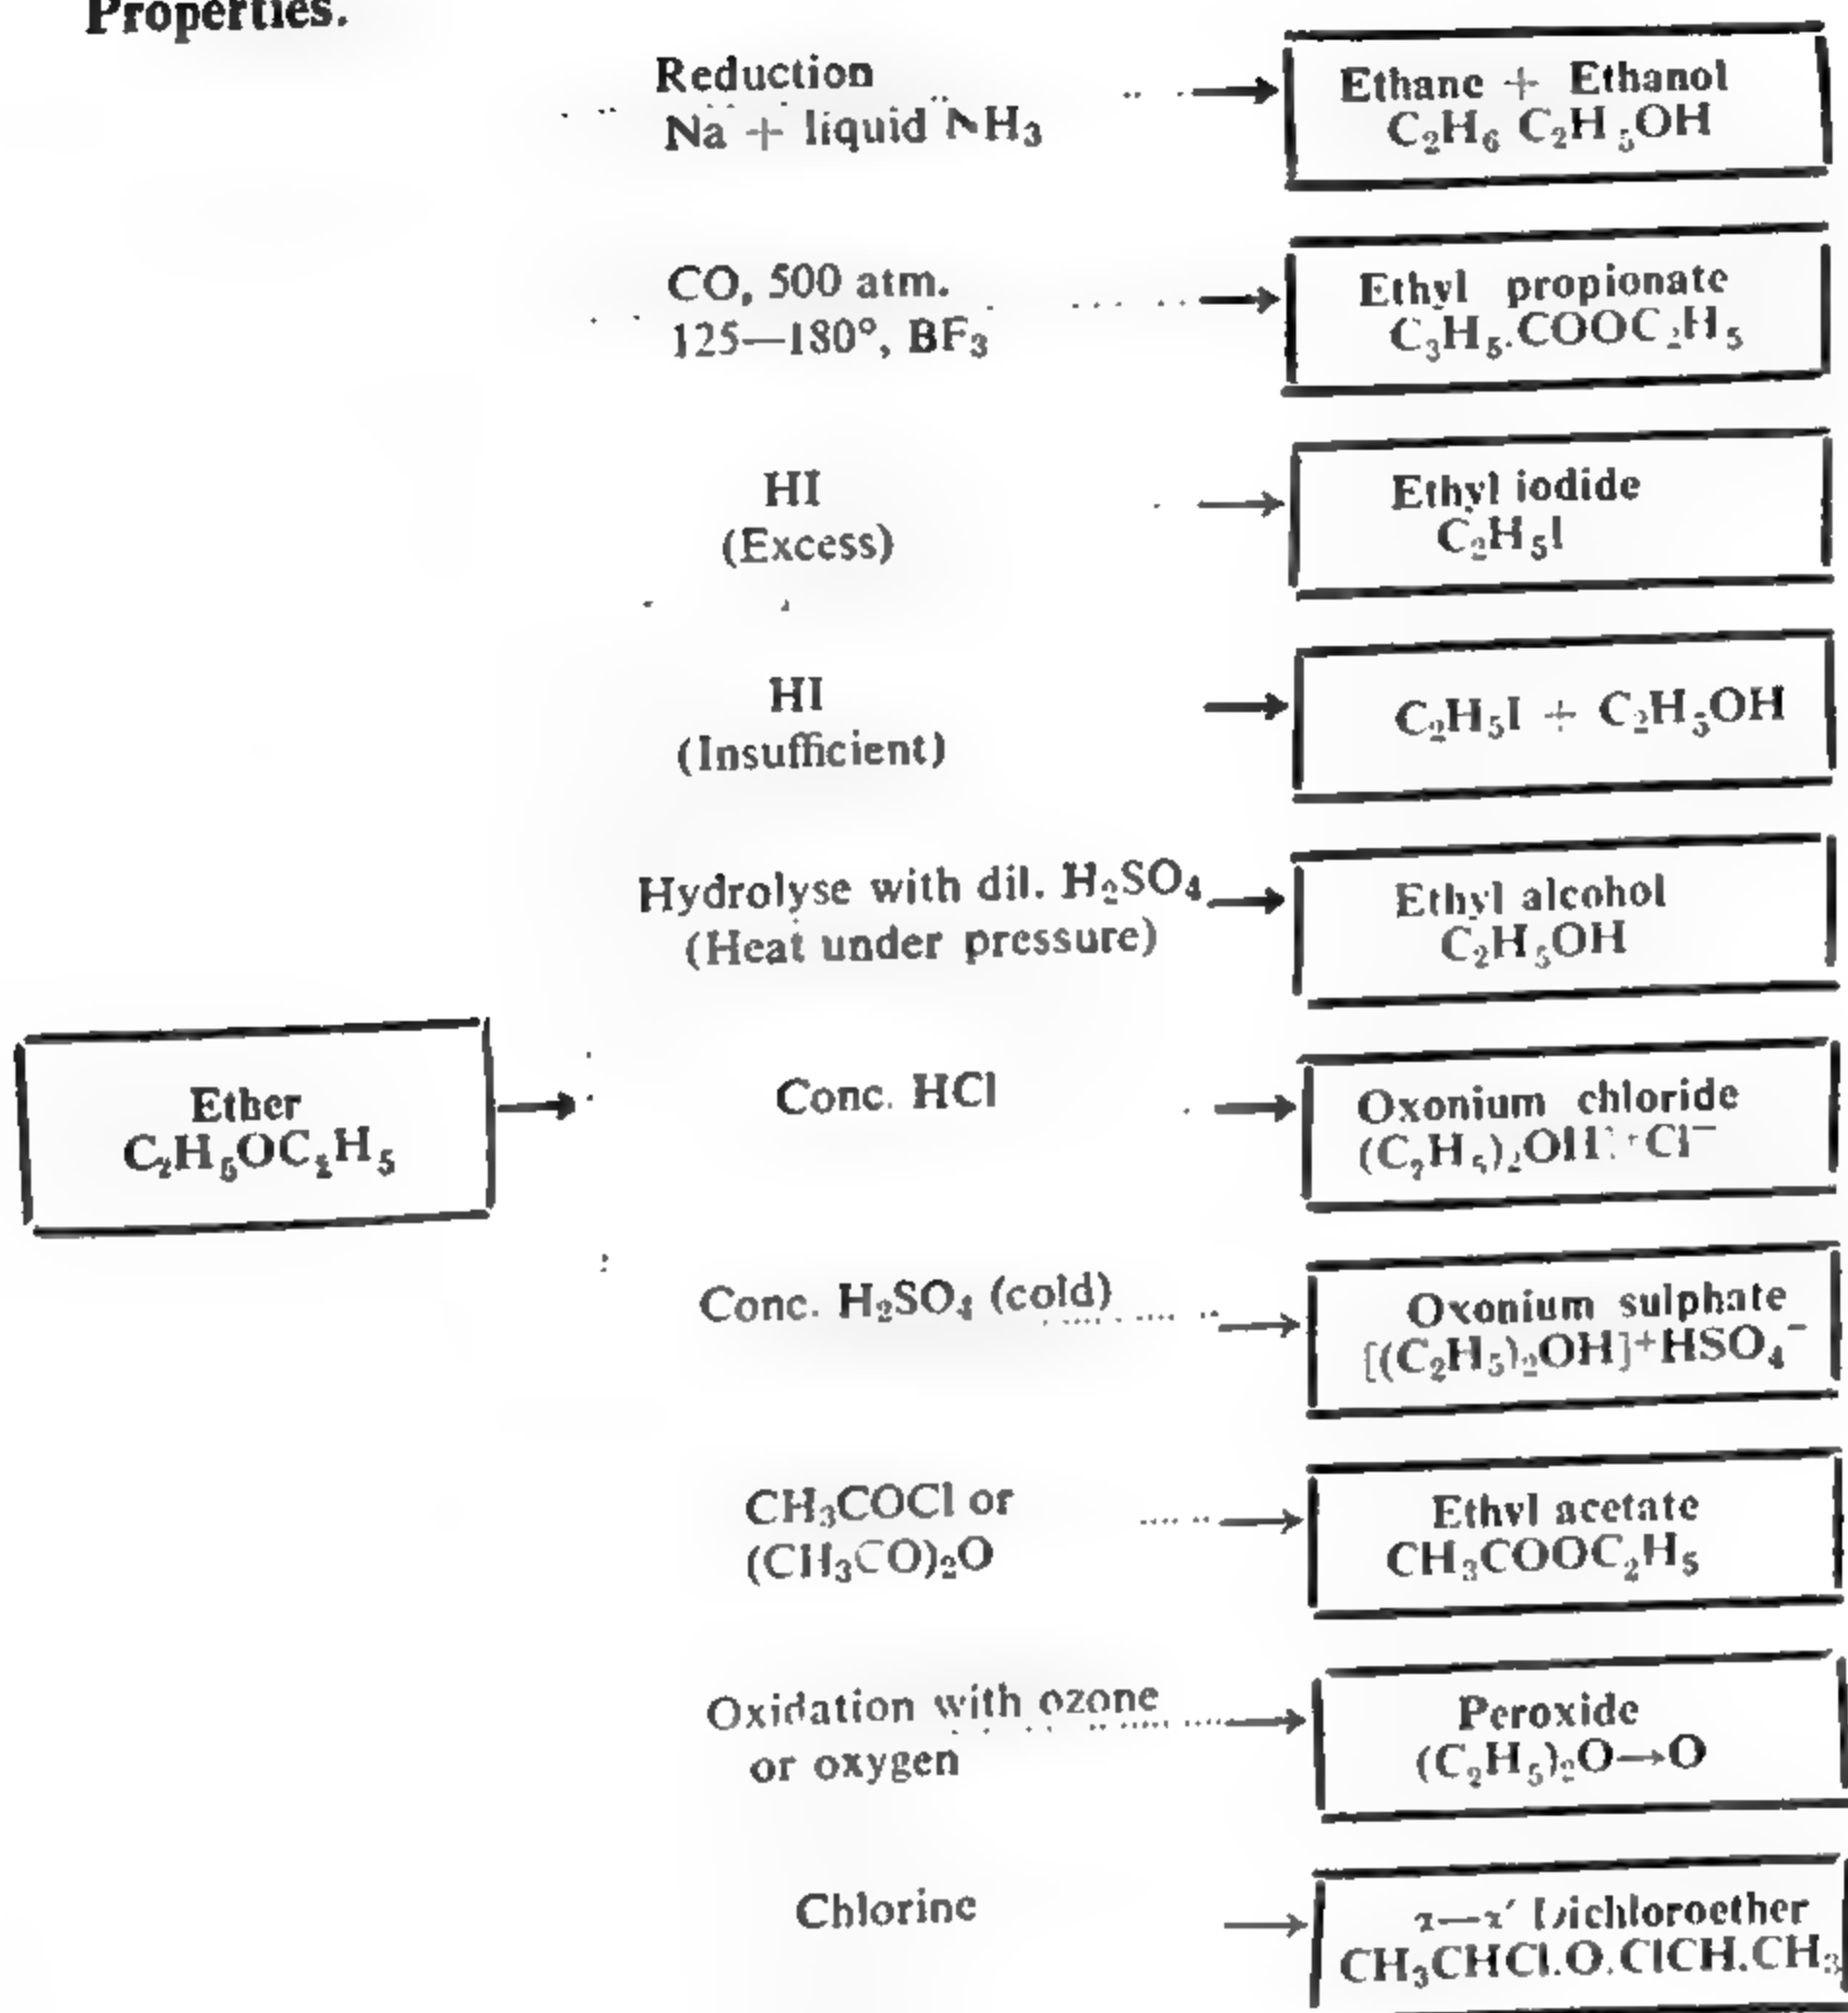 Properties.
Reduction
Na + liquid NH₃
Ethane + Ethanol
C₂H₆ C₂H₅OH
CO, 500 atm.
125—180°, BF₃
Ethyl propionate
C₃H₅.COOC₂H₅
HI
(Excess)
Ethyl iodide
C₂H₅I
HI
(Insufficient)
C₂H₅I + C₂H₅OH
Hydrolyse with dil. H₂SO₄
(Heat under pressure)
Ethyl alcohol
C₂H₅OH
Ether
C₂H₅OC₂H₅
Conc. HCl
Oxonium chloride
(C₂H₅)₂OH]⁺Cl⁻
Conc. H₂SO₄ (cold)
Oxonium sulphate
[(C₂H₅)₂OH]⁺HSO₄⁻
CH₃COCl or
(CH₃CO)₂O
Ethyl acetate
CH₃COOC₂H₅
Oxidation with ozone
or oxygen
Peroxide
(C₂H₅)₂O→O
Chlorine
α—α′ Dichloroether
CH₃CHCl.O.ClCH.CH₃